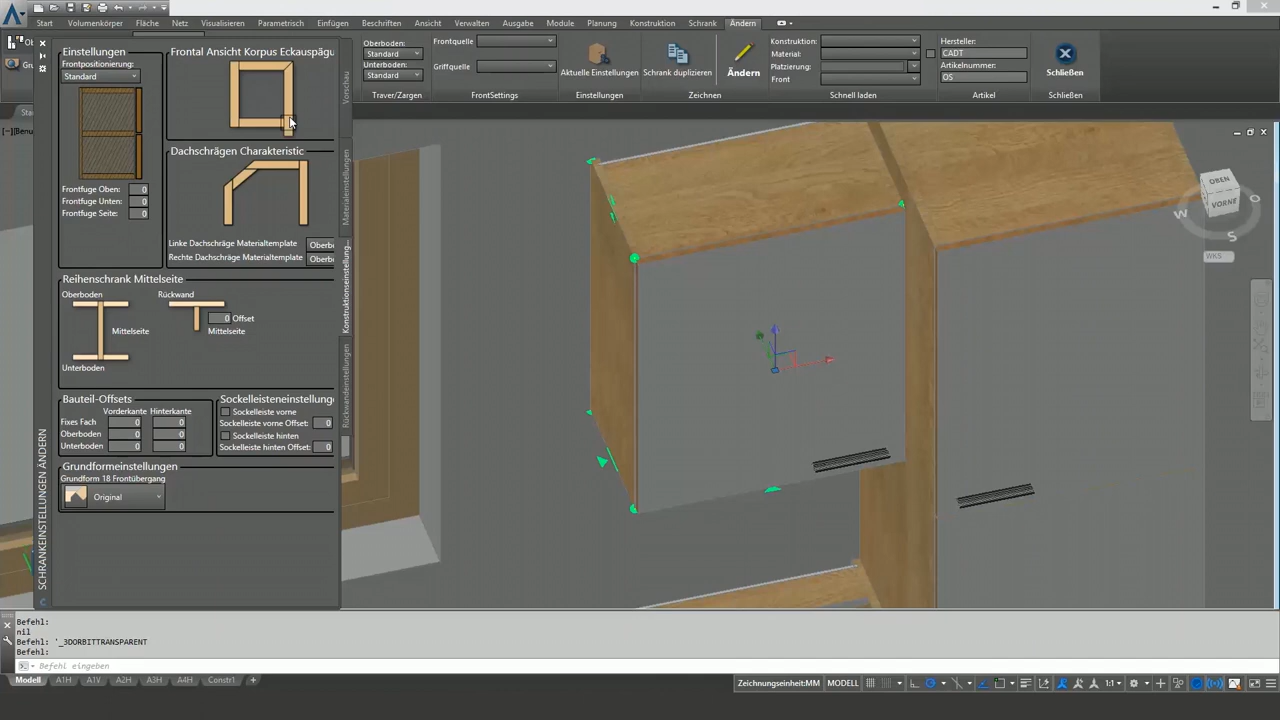 Start Volumenkörper Fläche Netz Visualisieren Parametrisch Einfügen Beschriften Ansicht Verwalten Ausgabe Module Planung Konstruktion Schrank Ändern
Oberboden:
Standard
Unterboden:
Standard
Traver/Zargen
Frontquelle
Griffquelle
FrontSettings
Aktuelle Einstellungen
Einstellungen
Schrank duplizieren
Zeichnen
Ändern
Ändern
Konstruktion:
Material:
Platzierung:
Front
Schnell laden
Hersteller:
CADT
Artikelnummer:
OS
Artikel
Schließen
Schließen
Einstellungen
Frontpositionierung:
Standard
Frontfuge Oben: 0
Frontfuge Unten: 0
Frontfuge Seite: 0
Frontal Ansicht Korpus Eckauspägu
Dachschrägen Characteristic
Linke Dachschräge Materialtemplate Oberbo
Rechte Dachschräge Materialtemplate Oberbo
Reihenschrank Mittelseite
Oberboden
Mittelseite
Unterboden
Rückwand
0 Offset
Mittelseite
Bauteil-Offsets
Vorderkante Hinterkante
Fixes Fach 0 0
Oberboden 0 0
Unterboden 0 0
Sockelleisteneinstellung
Sockelleiste vorne
Sockelleiste vorne Offset: 0
Sockelleiste hinten
Sockelleiste hinten Offset: 0
Grundformeinstellungen
Grundform 18 Frontübergang
Original
Vorschau
Materialeinstellungen
Konstruktionseinstellung...
Rückwandeinstellungen
SCHRANKEINSTELLUNGEN ÄNDERN
OBEN
VORNE
W
S
O
WKS
Befehl:
nil
Befehl: '_3DORBITTRANSPARENT
Befehl:
Befehl eingeben
Modell A1H A1V A2H A3H A4H Constr1 +
Zeichnungseinheit:MM MODELL 1:1